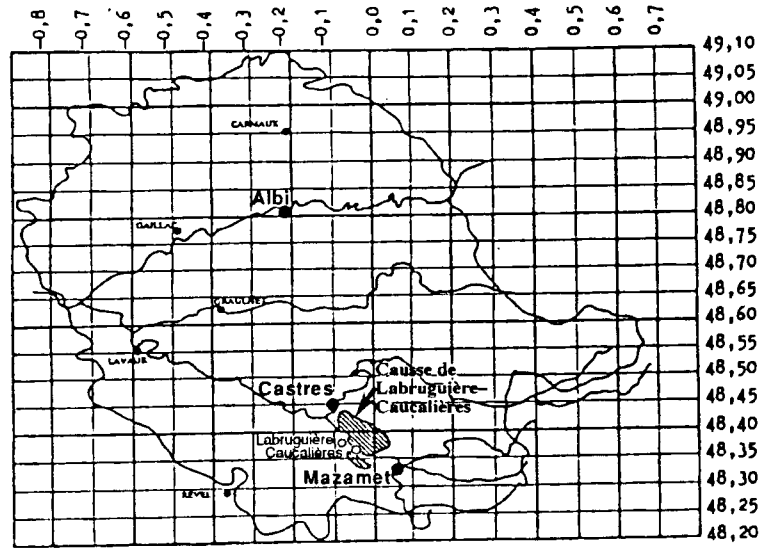 -0,8 -0,7 -0,6 -0,5 -0,4 -0,3 -0,2 -0,1 0,0 0,1 0,2 0,3 0,4 0,5 0,6 0,7
49,10
49,05
49,00
48,95
CARMAUX
48,90
48,85
Albi
48,80
GAILLAC
48,75
48,70
48,65
GRAULHET
48,60
48,55
LAVAUR
48,50
Causse de
Labruguière–
Caucalières
Castres
48,45
48,40
Labruguière
Caucalières
48,35
Mazamet
48,30
REVEL
48,25
48,20